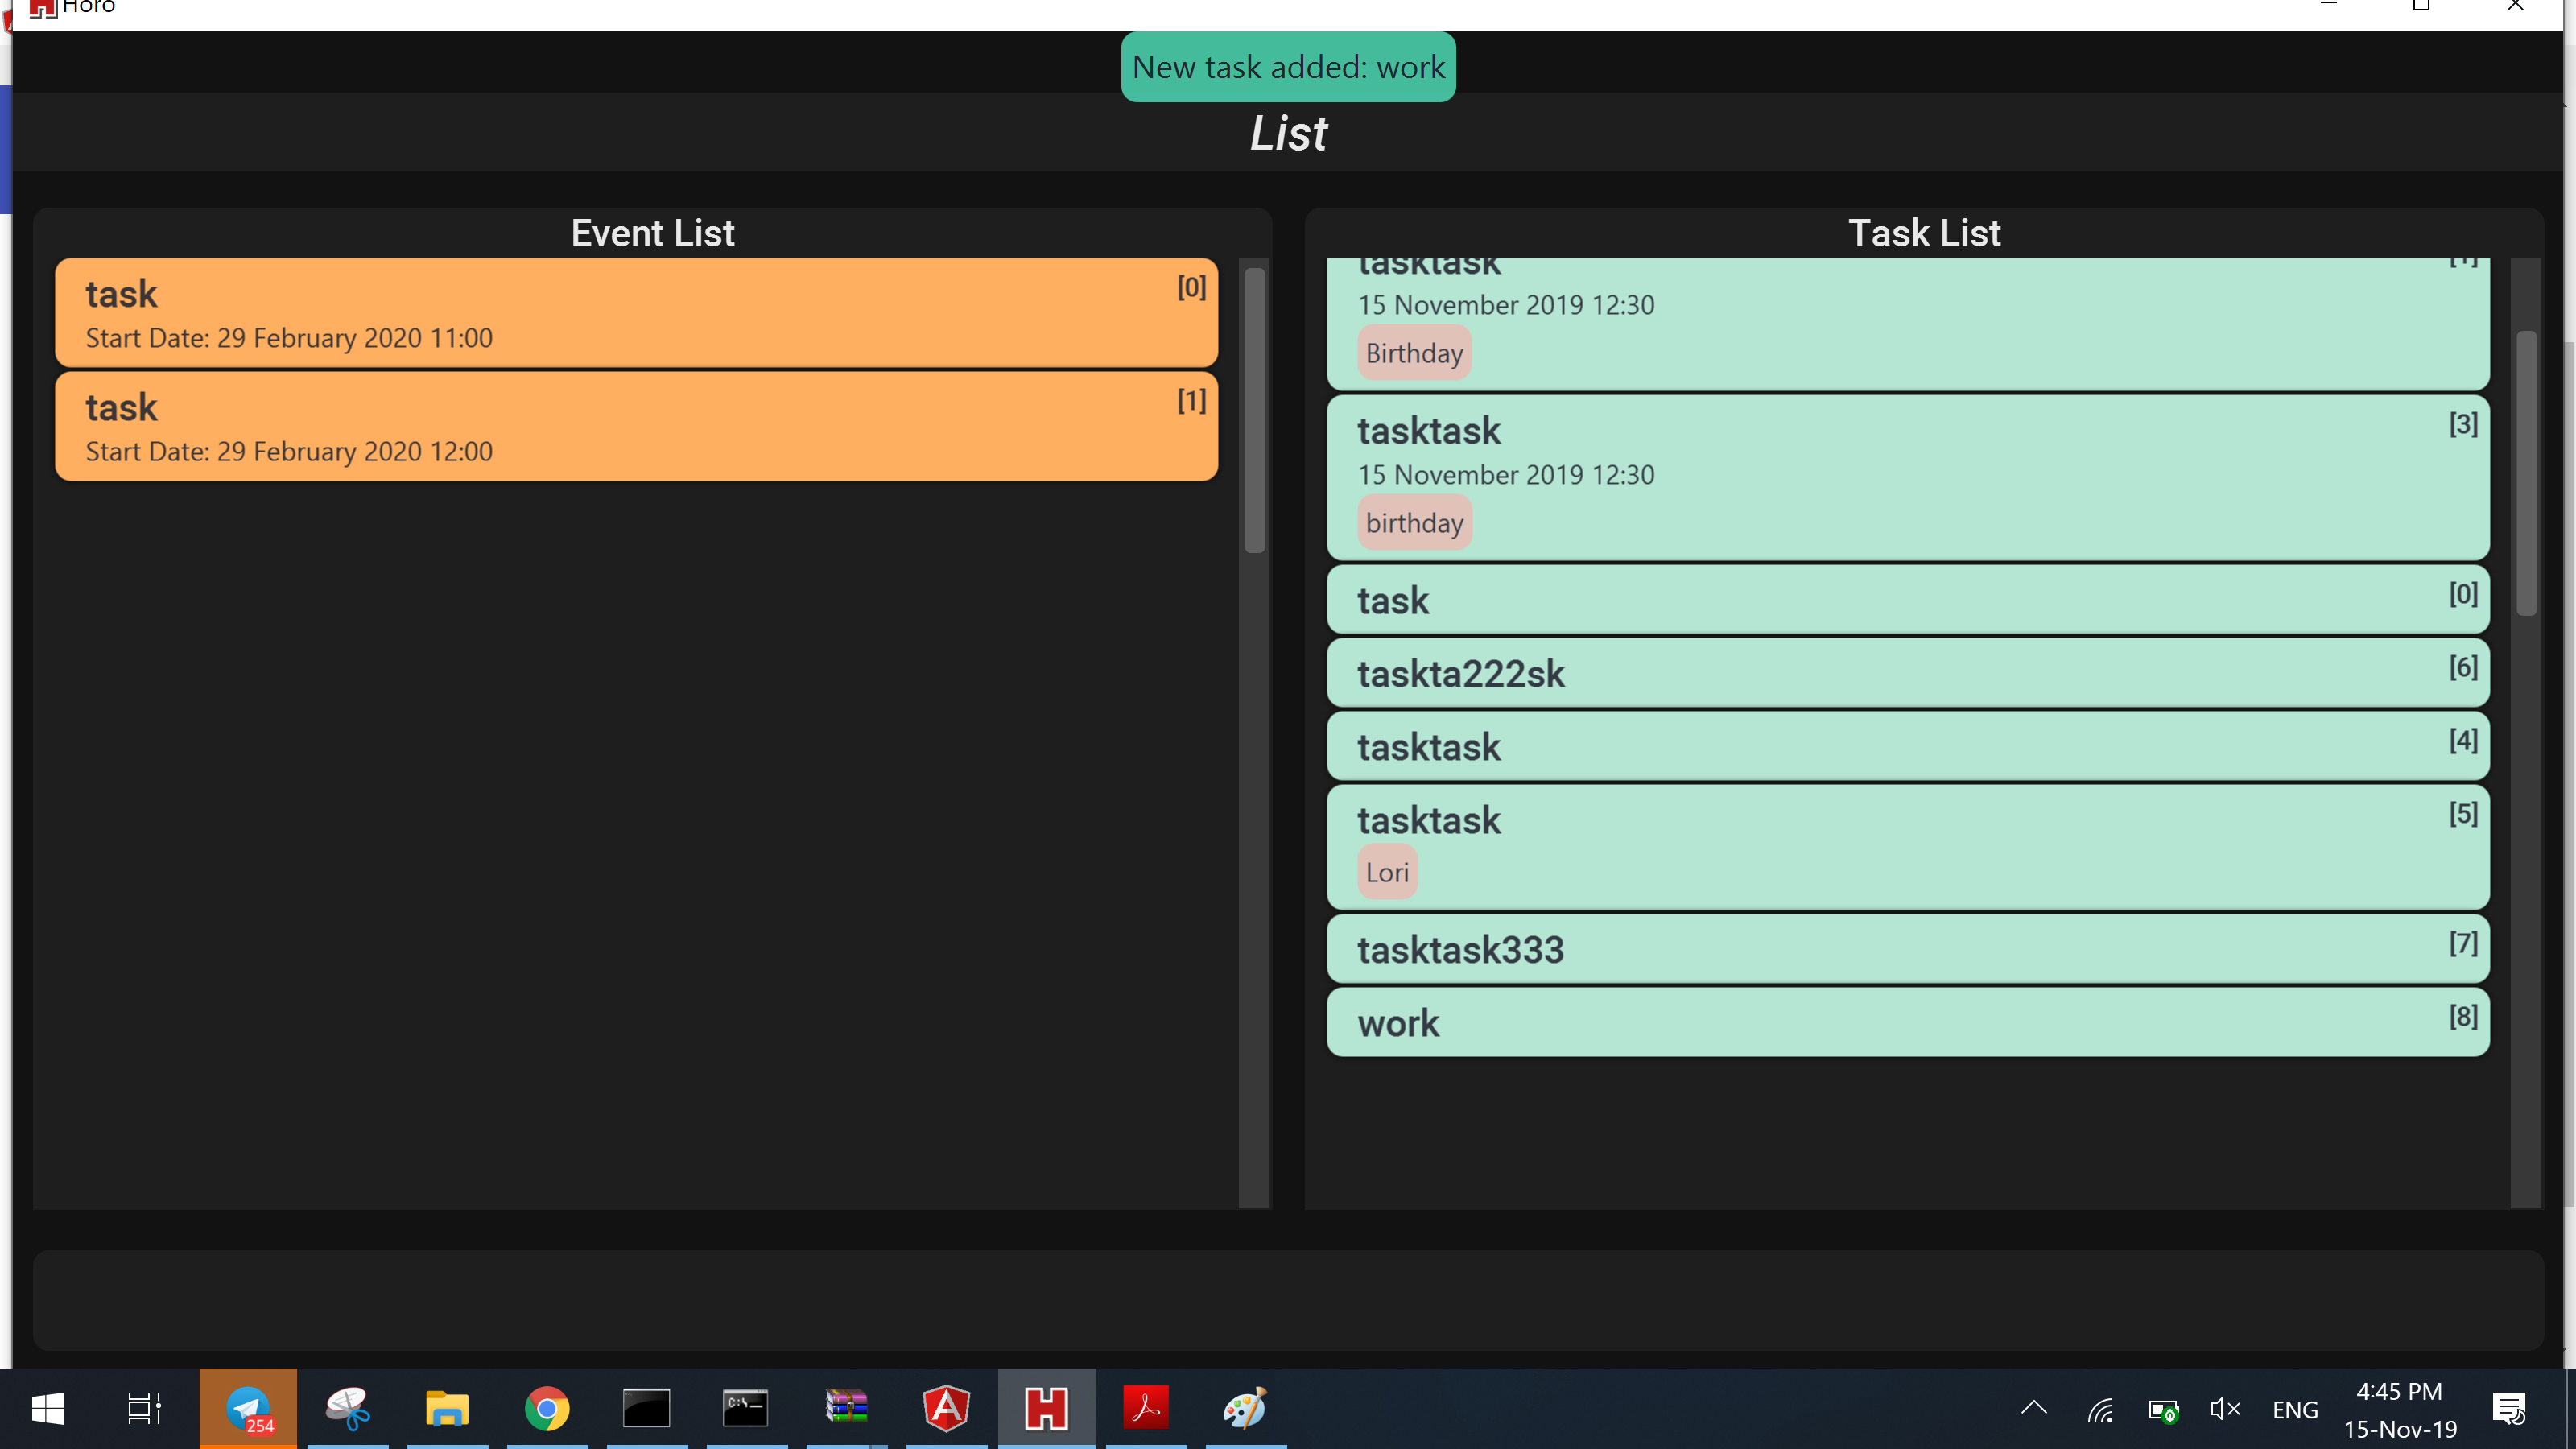 Horo
New task added: work
List
Event List
task [0]
Start Date: 29 February 2020 11:00
task [1]
Start Date: 29 February 2020 12:00
Task List
tasktask
15 November 2019 12:30
Birthday
tasktask [3]
15 November 2019 12:30
birthday
task [0]
taskta222sk [6]
tasktask [4]
tasktask [5]
Lori
tasktask333 [7]
work [8]
254
C:\_
H
ENG
4:45 PM
15-Nov-19